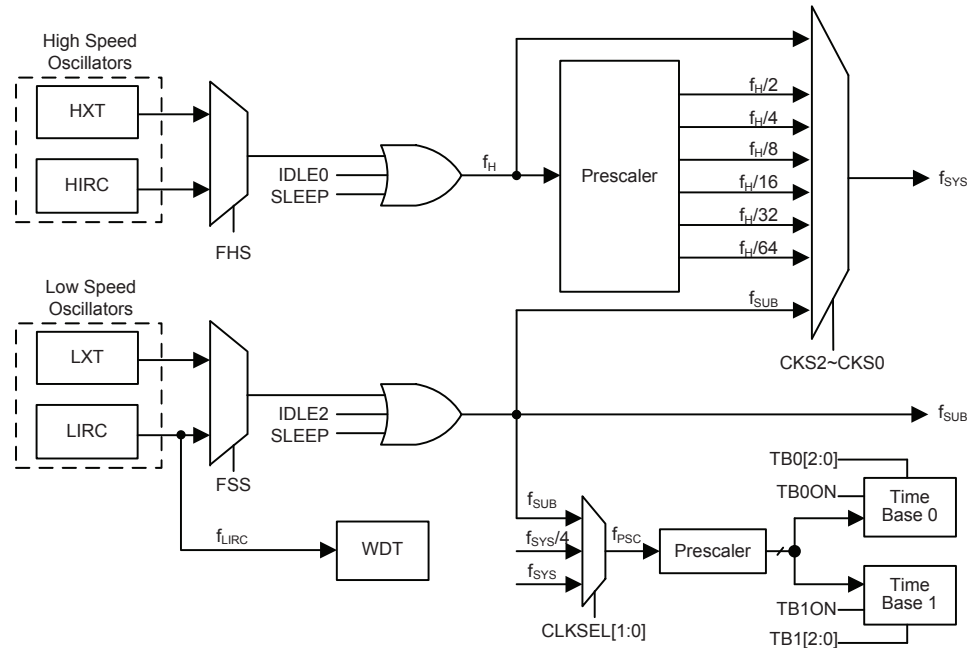 High Speed
Oscillators
HXT
HIRC
FHS
IDLE0
SLEEP
fH
Prescaler
fH/2
fH/4
fH/8
fH/16
fH/32
fH/64
fSUB
CKS2~CKS0
fSYS
Low Speed
Oscillators
LXT
LIRC
FSS
IDLE2
SLEEP
fSUB
fLIRC
WDT
fSUB
fSYS/4
fSYS
CLKSEL[1:0]
fPSC
Prescaler
TB0[2:0]
TB0ON
Time
Base 0
Time
Base 1
TB1ON
TB1[2:0]